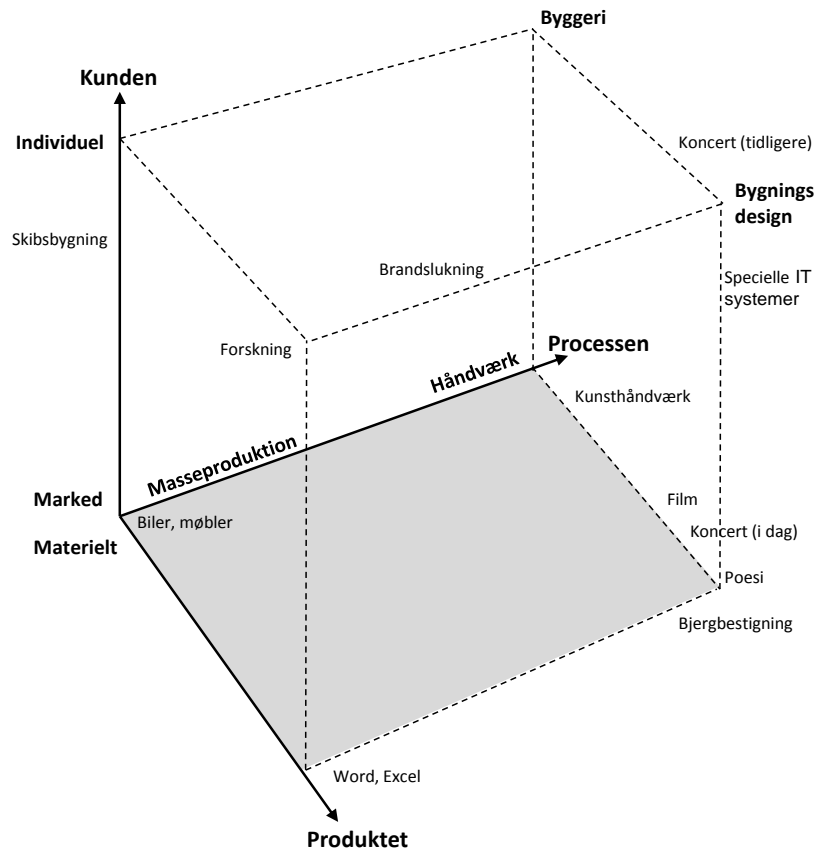 Byggeri
Kunden
Individuel
Koncert (tidligere)
Bygnings
design
Skibsbygning
Brandslukning
Specielle IT
systemer
Forskning
Processen
Håndværk
Kunsthåndværk
Masseproduktion
Marked
Film
Biler, møbler
Koncert (i dag)
Materielt
Poesi
Bjergbestigning
Word, Excel
Produktet